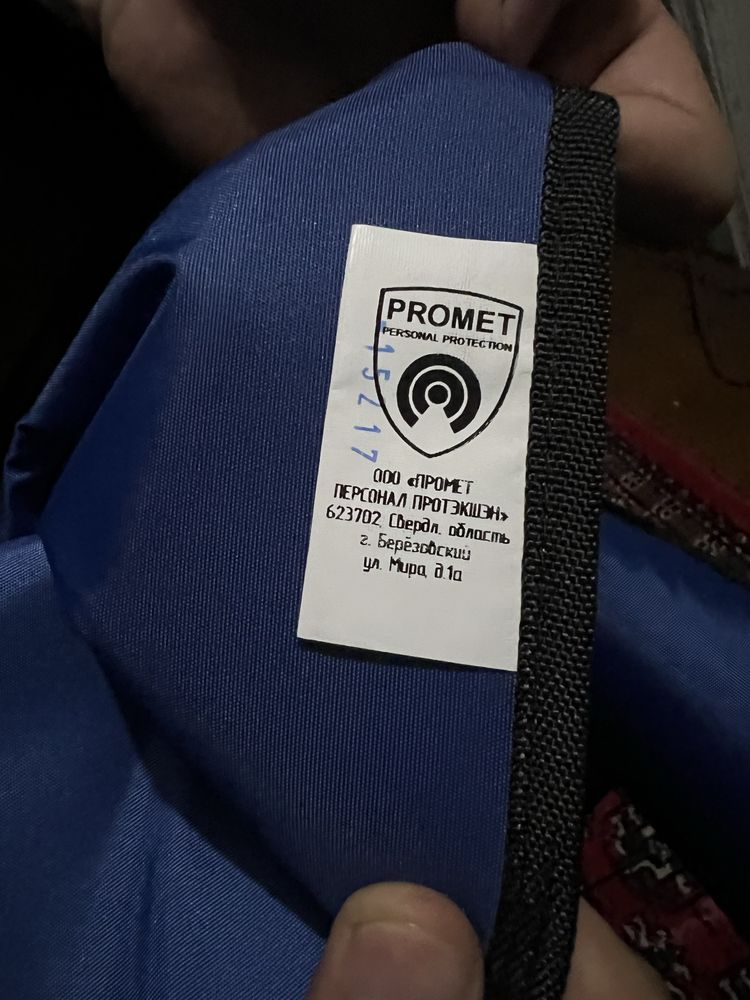 PROMET
PERSONAL PROTECTION
15217
ООО «ПРОМЕТ
ПЕРСОНАЛ ПРОТЭКШЭН»
623702, Свердл. область
г. Берёзовский
ул. Мира, д.1а